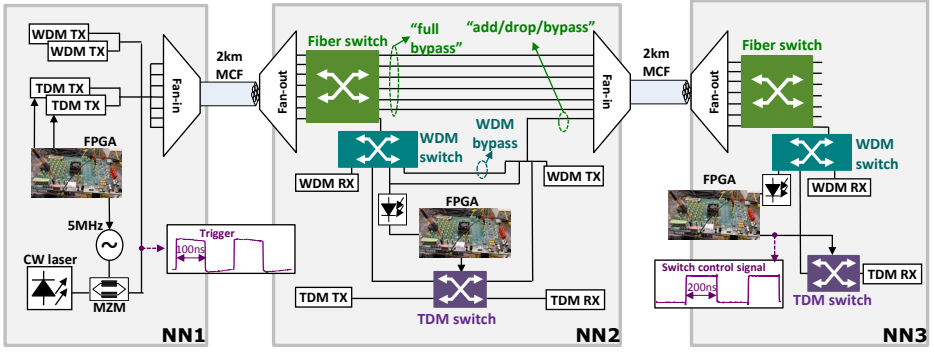 WDM TX
WDM TX
TDM TX
TDM TX
FPGA
5MHz
CW laser
MZM
Trigger
100ns
NN1
Fan-in
2km
MCF
Fan-out
Fiber switch
"full
bypass"
"add/drop/bypass"
WDM
switch
WDM
bypass
WDM RX
WDM TX
FPGA
TDM TX
TDM RX
TDM switch
NN2
Fan-in
2km
MCF
Fan-out
Fiber switch
WDM
switch
WDM RX
FPGA
Switch control signal
200ns
TDM RX
TDM switch
NN3